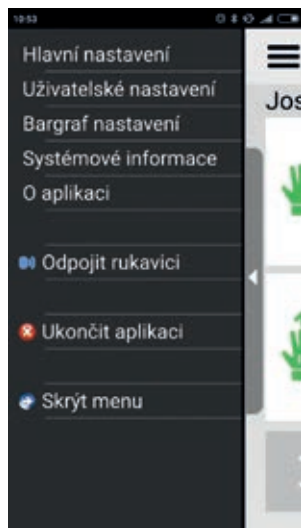 10:53
Hlavní nastavení
Uživatelské nastavení
Jos
Bargraf nastavení
Systémové informace
O aplikaci
Odpojit rukavici
Ukončit aplikaci
Skrýt menu